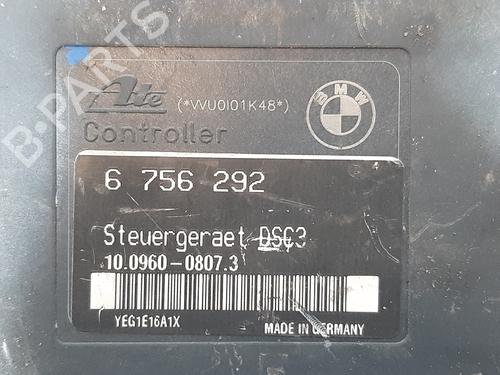 Ate (*VVU0I01K48*)
BMW
Controller
6 756 292
Steuergeraet DSC3
10.0960-0807.3
YEG1E16A1X
MADE IN GERMANY
B-PARTS